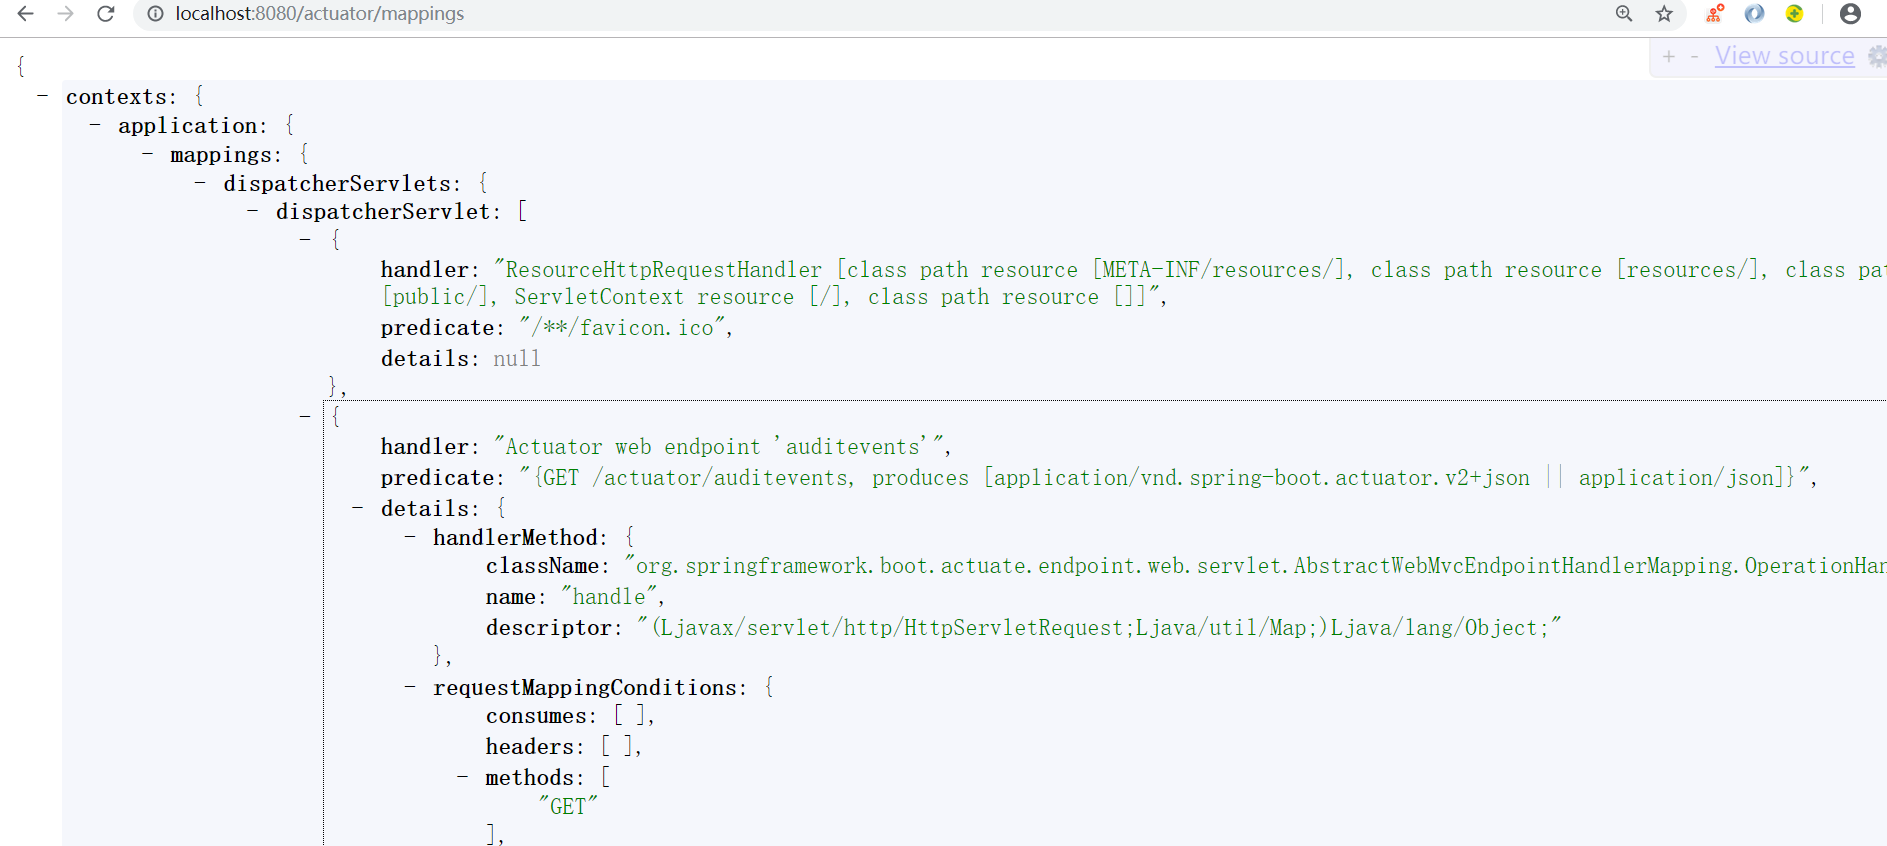 localhost:8080/actuator/mappings
+ - View source
{
- contexts: {
- application: {
- mappings: {
- dispatcherServlets: {
- dispatcherServlet: [
- {
handler: "ResourceHttpRequestHandler [class path resource [META-INF/resources/], class path resource [resources/], class pat
[public/], ServletContext resource [/], class path resource []]",
predicate: "/**/favicon.ico",
details: null
},
- {
handler: "Actuator web endpoint 'auditevents'",
predicate: "{GET /actuator/auditevents, produces [application/vnd.spring-boot.actuator.v2+json || application/json]}",
- details: {
- handlerMethod: {
className: "org.springframework.boot.actuate.endpoint.web.servlet.AbstractWebMvcEndpointHandlerMapping.OperationHan
name: "handle",
descriptor: "(Ljavax/servlet/http/HttpServletRequest;Ljava/util/Map;)Ljava/lang/Object;"
},
- requestMappingConditions: {
consumes: [ ],
headers: [ ],
- methods: [
"GET"
],